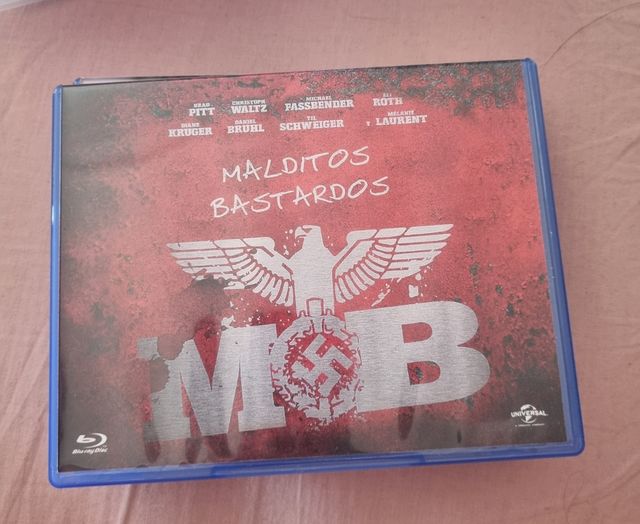 BRAD PITT CHRISTOPH WALTZ MICHAEL FASSBENDER ELI ROTH
DIANE KRUGER DANIEL BRÜHL TIL SCHWEIGER Y MÉLANIE LAURENT
MALDITOS
BASTARDOS
MB
Blu-ray Disc
UNIVERSAL